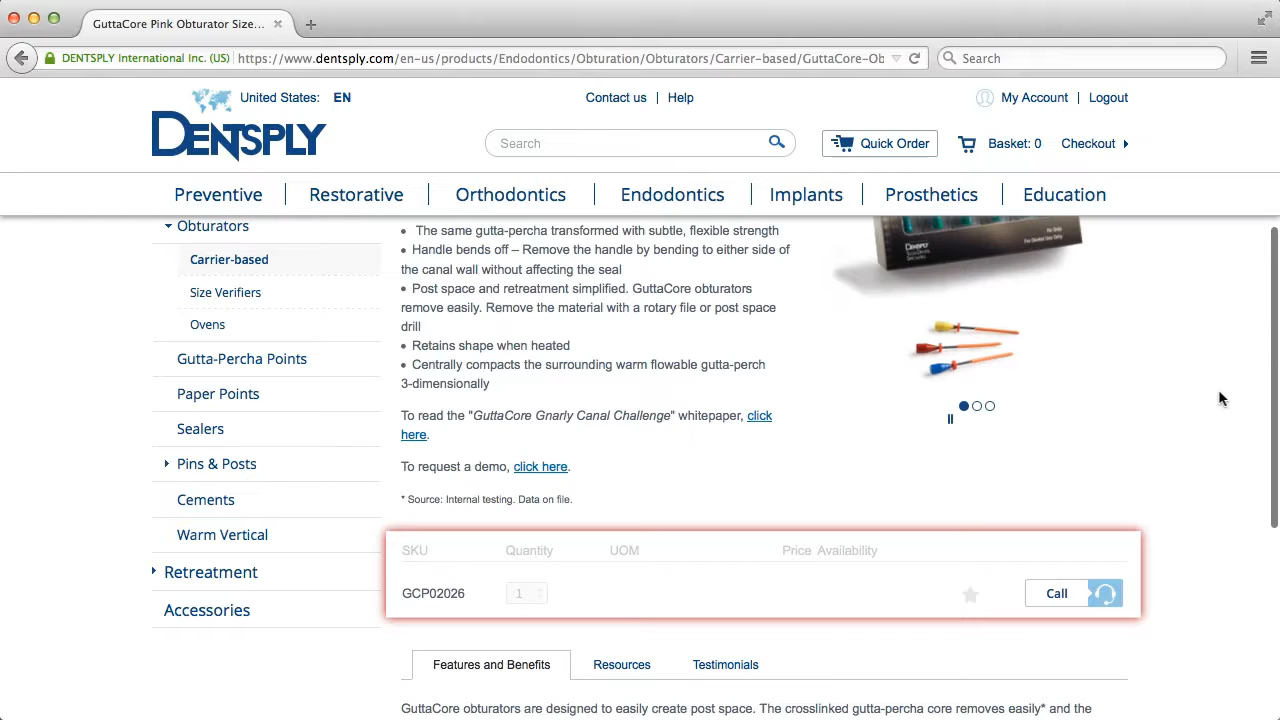 GuttaCore Pink Obturator Size...
DENTSPLY International Inc. (US) https://www.dentsply.com/en-us/products/Endodontics/Obturation/Obturators/Carrier-based/GuttaCore-Ob
Search
United States: EN
Contact us | Help
My Account | Logout
DENTSPLY
Search
Quick Order
Basket: 0
Checkout
Preventive
Restorative
Orthodontics
Endodontics
Implants
Prosthetics
Education
Obturators
Carrier-based
Size Verifiers
Ovens
Gutta-Percha Points
Paper Points
Sealers
Pins & Posts
Cements
Warm Vertical
Retreatment
Accessories
• The same gutta-percha transformed with subtle, flexible strength
• Handle bends off – Remove the handle by bending to either side of
the canal wall without affecting the seal
• Post space and retreatment simplified. GuttaCore obturators
remove easily. Remove the material with a rotary file or post space
drill
• Retains shape when heated
• Centrally compacts the surrounding warm flowable gutta-perch
3-dimensionally
To read the "GuttaCore Gnarly Canal Challenge" whitepaper, click
here.
To request a demo, click here.
* Source: Internal testing. Data on file.
DENTSPLY
SKU Quantity UOM Price Availability
GCP02026 1 Call
Features and Benefits
Resources
Testimonials
GuttaCore obturators are designed to easily create post space. The crosslinked gutta-percha core removes easily* and the